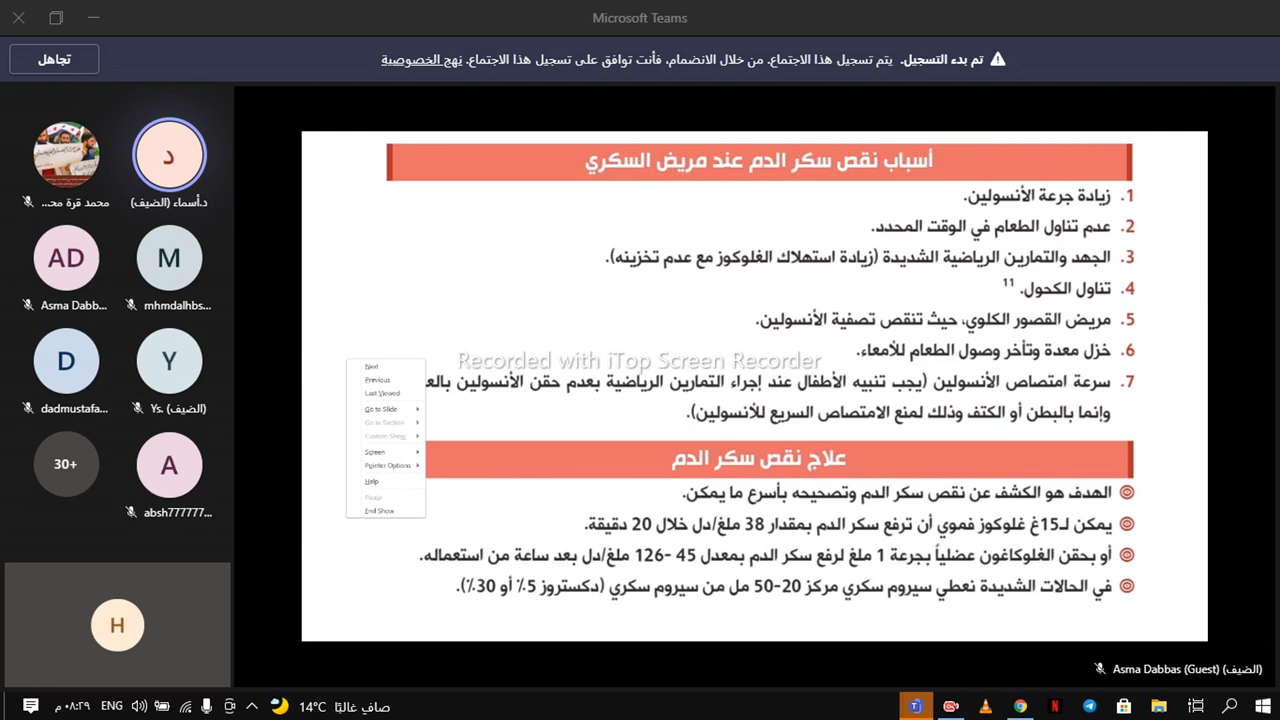 Microsoft Teams
تم بدء التسجيل. يتم تسجيل هذا الاجتماع. من خلال الانضمام، فأنت توافق على تسجيل هذا الاجتماع. نهج الخصوصية
تجاهل
د
د.أسماء (الضيف)
محمد قرة مح...
M
AD
mhmdalhbs...
Asma Dabb...
Y
D
Ys. (الضيف)
dadmustafa...
A
30+
absh777777...
H
أسباب نقص سكر الدم عند مريض السكري
1. زيادة جرعة الأنسولين.
2. عدم تناول الطعام في الوقت المحدد.
3. الجهد والتمارين الرياضية الشديدة (زيادة استهلاك الغلوكوز مع عدم تخزينه).
4. تناول الكحول. 11
5. مريض القصور الكلوي، حيث تنقص تصفية الأنسولين.
6. خزل معدة وتأخر وصول الطعام للأمعاء.
Recorded with iTop Screen Recorder
7. سرعة امتصاص الأنسولين (يجب تنبيه الأطفال عند إجراء التمارين الرياضية بعدم حقن الأنسولين
وإنما بالبطن أو الكتف وذلك لمنع الامتصاص السريع للأنسولين).
علاج نقص سكر الدم
الهدف هو الكشف عن نقص سكر الدم وتصحيحه بأسرع ما يمكن.
يمكن لـ15غ غلوكوز فموي أن ترفع سكر الدم بمقدار 38 ملغ/دل خلال 20 دقيقة.
أو بحقن الغلوكاغون عضلياً بجرعة 1 ملغ لرفع سكر الدم بمعدل 45 -126 ملغ/دل بعد ساعة من استعماله.
في الحالات الشديدة نعطي سيروم سكري مركز 20-50 مل من سيروم سكري (دكستروز 5٪ أو 30٪).
Next
Previous
Last Viewed
Go to Slide
Go to Section
Custom Show
Screen
Pointer Options
Help
Pause
End Show
Asma Dabbas (Guest) (الضيف)
٠٨:٢٩ م
ENG
14°C صافي غالبًا